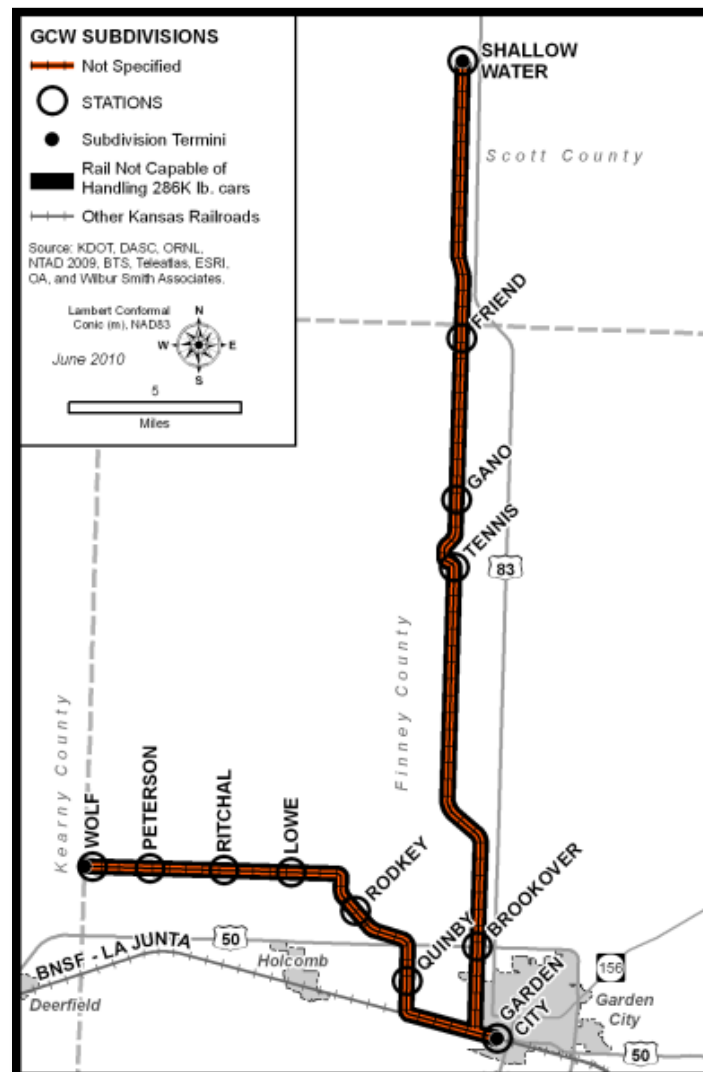 GCW SUBDIVISIONS
Not Specified
STATIONS
Subdivision Termini
Rail Not Capable of
Handling 286K lb. cars
Other Kansas Railroads
Source: KDOT, DASC, ORNL,
NTAD 2009, BTS, Teleatlas, ESRI,
OA, and Wilbur Smith Associates.
Lambert Conformal
Conic (m), NAD83
June 2010
N
W
E
S
5
Miles
SHALLOW
WATER
Scott County
FRIEND
GANO
TENNIS
83
Finney County
Kearny County
WOLF
PETERSON
RITCHAL
LOWE
RODKEY
QUINBY
BROOKOVER
50
BNSF - LA JUNTA
Holcomb
Deerfield
GARDEN
CITY
156
Garden
City
50